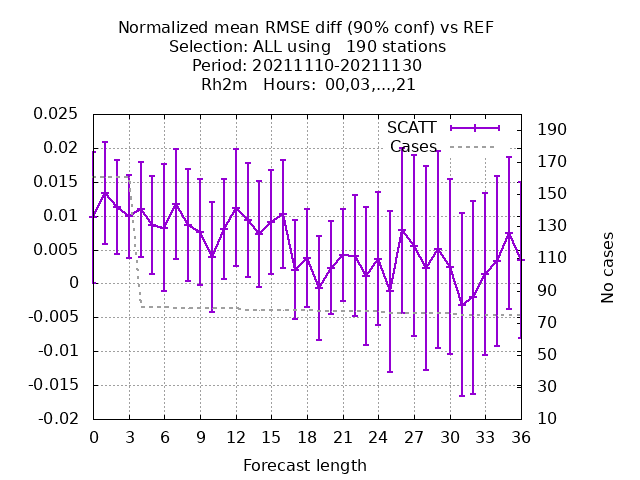 Normalized mean RMSE diff (90% conf) vs REF
Selection: ALL using   190 stations
Period: 20211110-20211130
Rh2m   Hours:  00,03,...,21
SCATT
Cases
0.025
0.02
0.015
0.01
0.005
0
-0.005
-0.01
-0.015
-0.02
190
170
150
130
110
90
70
50
30
10
No cases
0 3 6 9 12 15 18 21 24 27 30 33 36
Forecast length